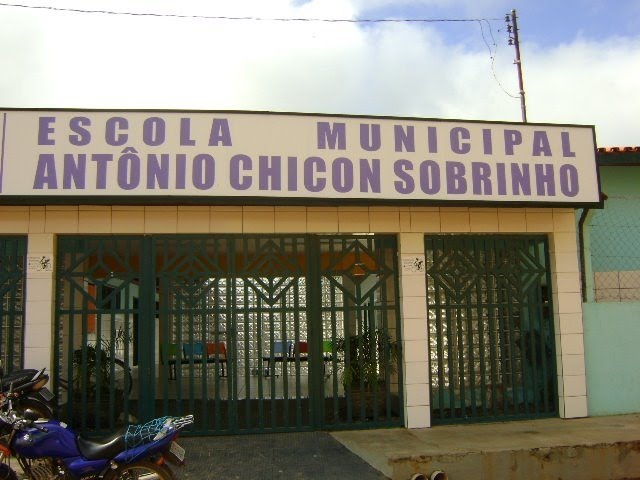 ESCOLA MUNICIPAL
ANTÔNIO CHICON SOBRINHO